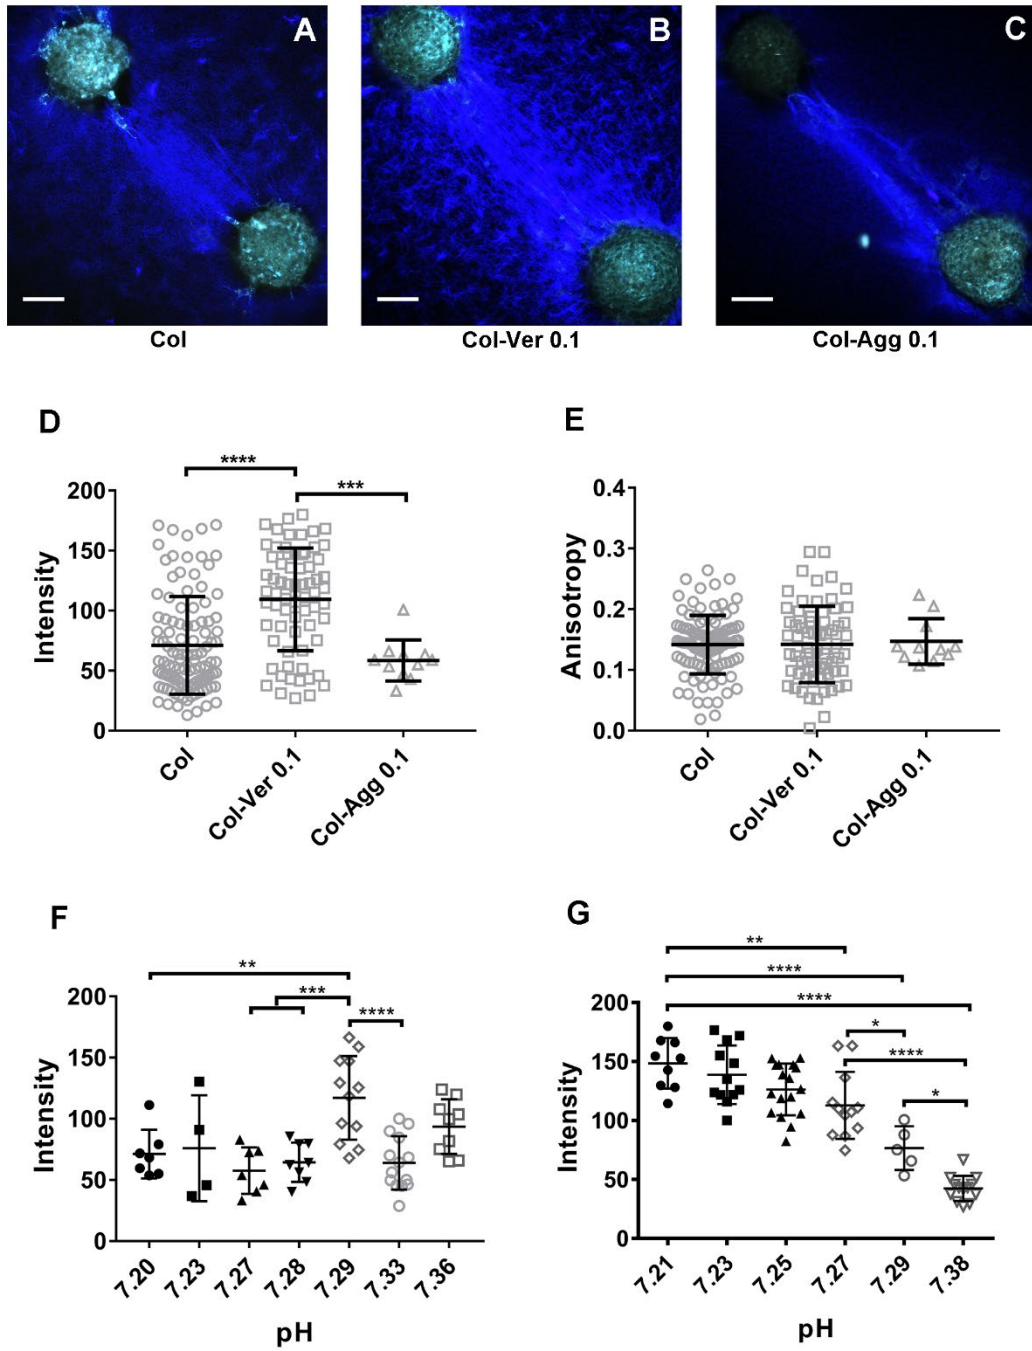 A
B
C
Col
Col-Ver 0.1
Col-Agg 0.1
D
E
****
***
200
150
100
50
0
Intensity
Col
Col-Ver 0.1
Col-Agg 0.1
0.4
0.3
0.2
0.1
0.0
Anisotropy
Col
Col-Ver 0.1
Col-Agg 0.1
F
**
***
****
200
150
100
50
0
Intensity
7.20
7.23
7.27
7.28
7.29
7.33
7.36
pH
G
**
****
****
*
****
*
200
150
100
50
0
Intensity
7.21
7.23
7.25
7.27
7.29
7.38
pH